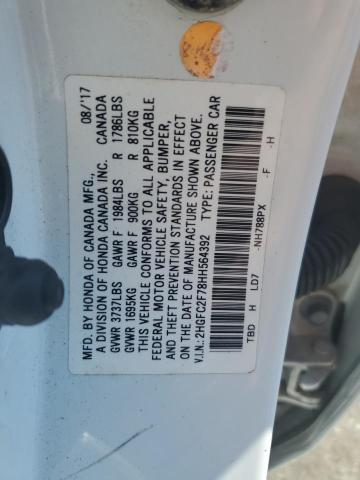 MFD. BY HONDA OF CANADA MFG., 08/'17
A DIVISION OF HONDA CANADA INC. CANADA
GVWR 3737LBS GAWR F 1984LBS R 1786LBS
GVWR 1695KG GAWR F 900KG R 810KG
THIS VEHICLE CONFORMS TO ALL APPLICABLE
FEDERAL MOTOR VEHICLE SAFETY, BUMPER,
AND THEFT PREVENTION STANDARDS IN EFFECT
ON THE DATE OF MANUFACTURE SHOWN ABOVE.
V.I.N.: 2HGFC2F78HH564392 TYPE: PASSENGER CAR
TBD H LD7 -NH788PX -F -H